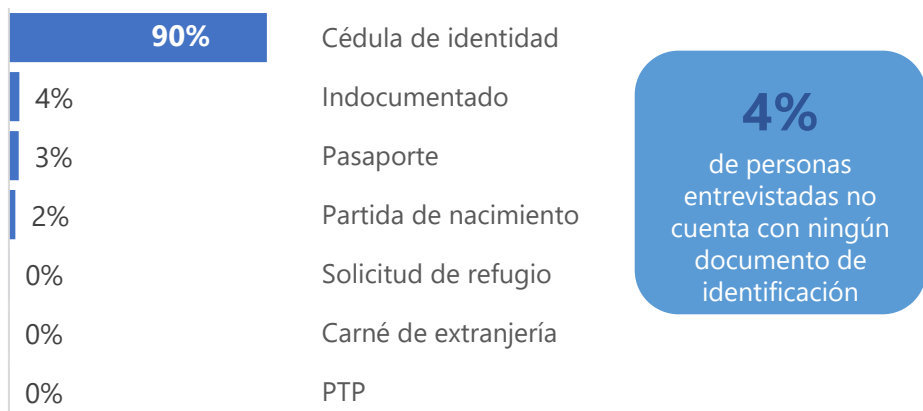 90% Cédula de identidad
4% Indocumentado
3% Pasaporte
2% Partida de nacimiento
0% Solicitud de refugio
0% Carné de extranjería
0% PTP
4%
de personas
entrevistadas no
cuenta con ningún
documento de
identificación